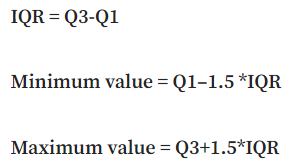 IQR = Q3-Q1
Minimum value = Q1–1.5 *IQR
Maximum value = Q3+1.5*IQR